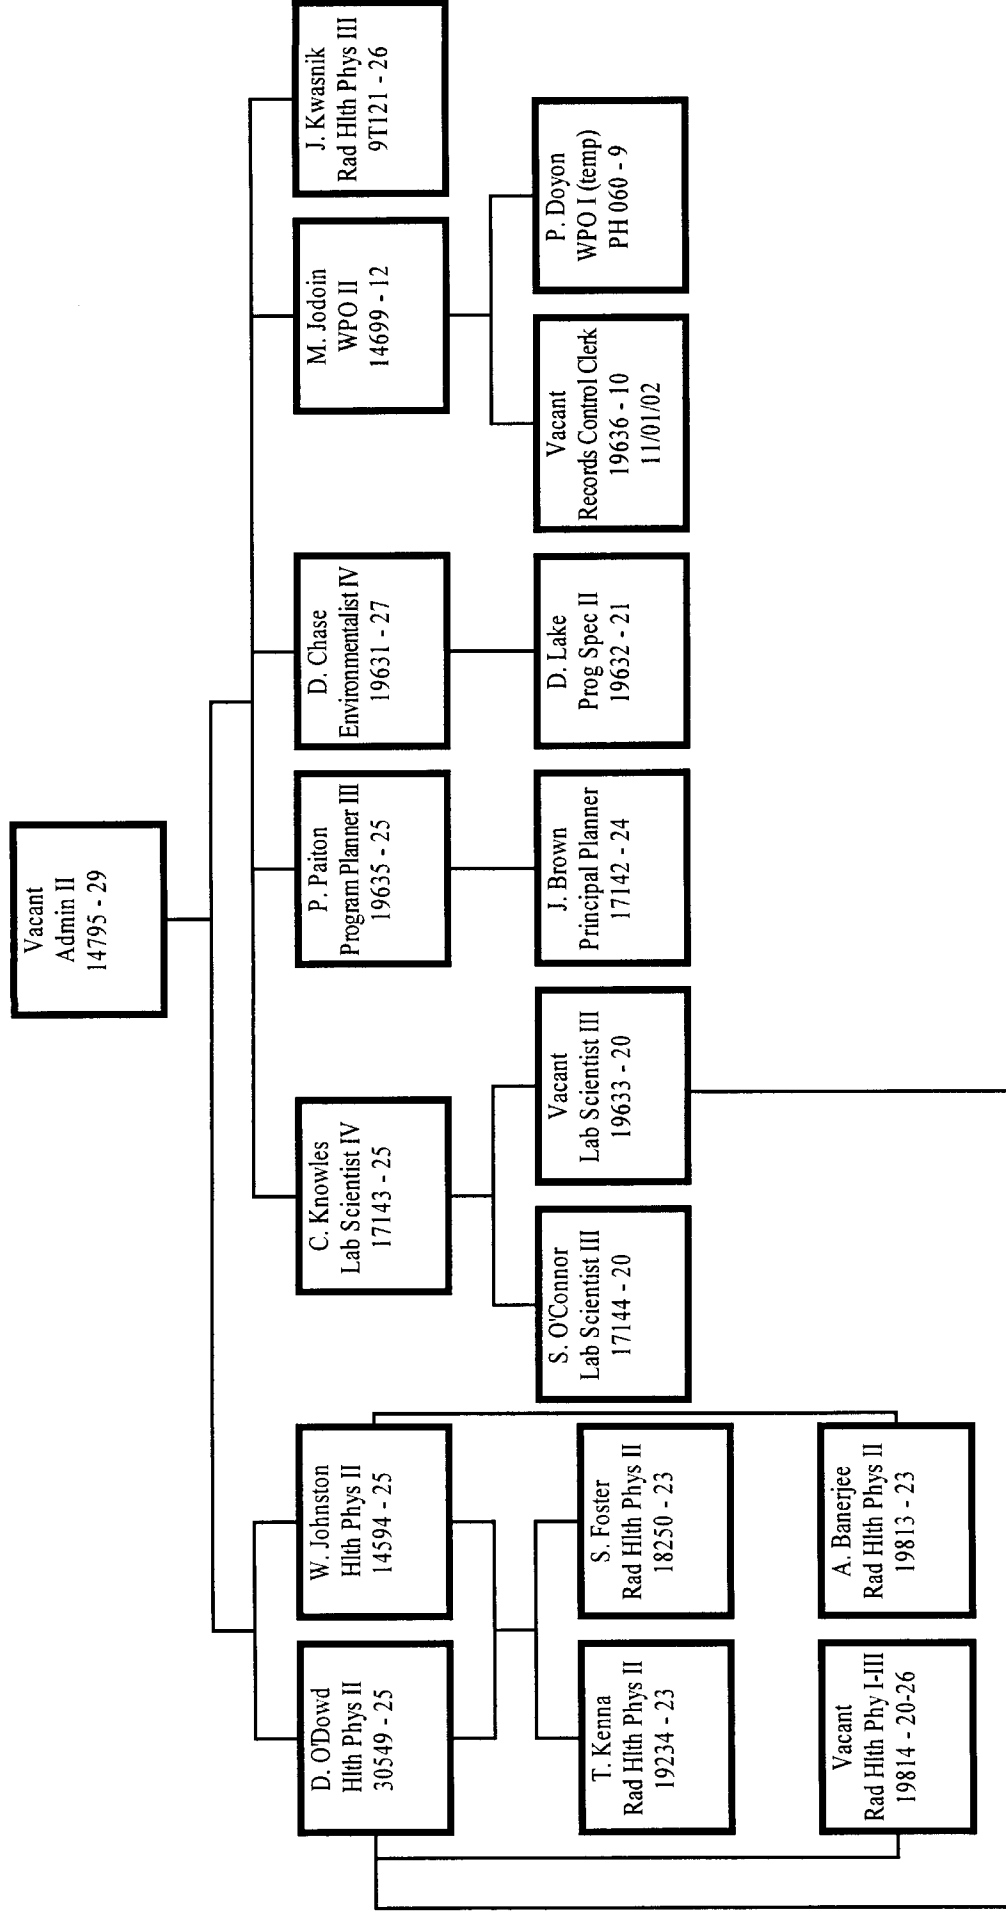 Vacant
Admin II
14795 - 29
D. O'Dowd
Hlth Phys II
30549 - 25
W. Johnston
Hlth Phys II
14594 - 25
C. Knowles
Lab Scientist IV
17143 - 25
P. Paiton
Program Planner III
19635 - 25
D. Chase
Environmentalist IV
19631 - 27
M. Jodoin
WPO II
14699 - 12
J. Kwasnik
Rad Hlth Phys III
9T121 - 26
T. Kenna
Rad Hlth Phys II
19234 - 23
S. Foster
Rad Hlth Phys II
18250 - 23
S. O'Connor
Lab Scientist III
17144 - 20
Vacant
Lab Scientist III
19633 - 20
J. Brown
Principal Planner
17142 - 24
D. Lake
Prog Spec II
19632 - 21
Vacant
Records Control Clerk
19636 - 10
11/01/02
P. Doyon
WPO I (temp)
PH 060 - 9
Vacant
Rad Hlth Phy I-III
19814 - 20-26
A. Banerjee
Rad Hlth Phys II
19813 - 23